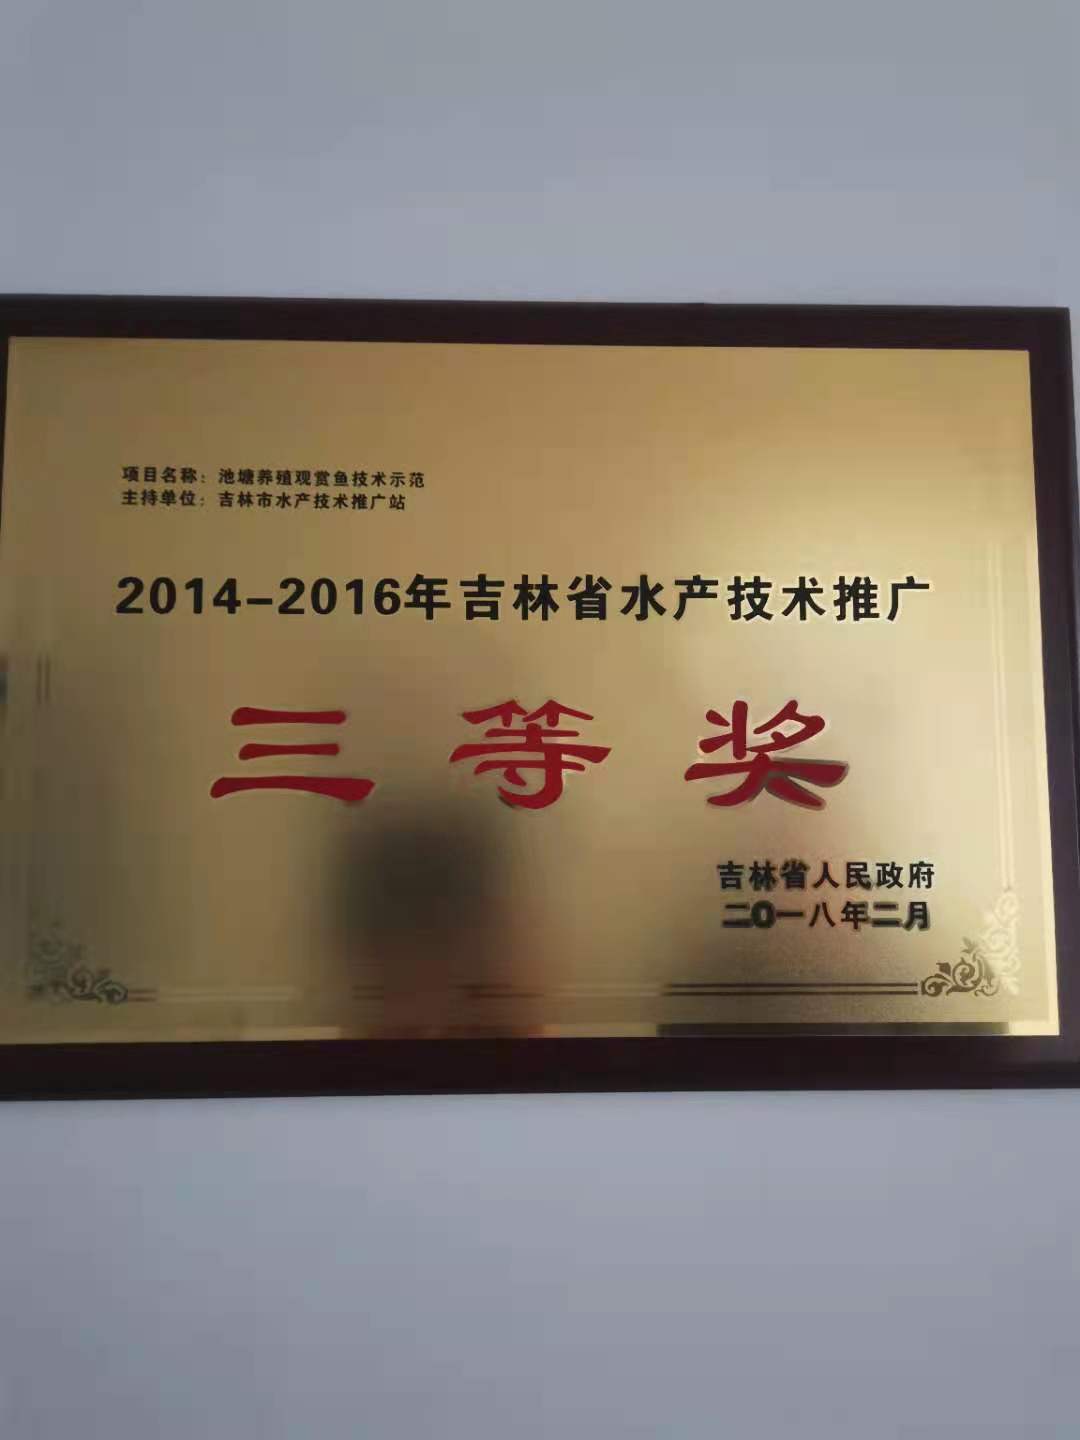 项目名称：池塘养殖观赏鱼技术示范
主持单位：吉林市水产技术推广站
2014-2016年吉林省水产技术推广
三等奖
吉林省人民政府
二〇一八年二月